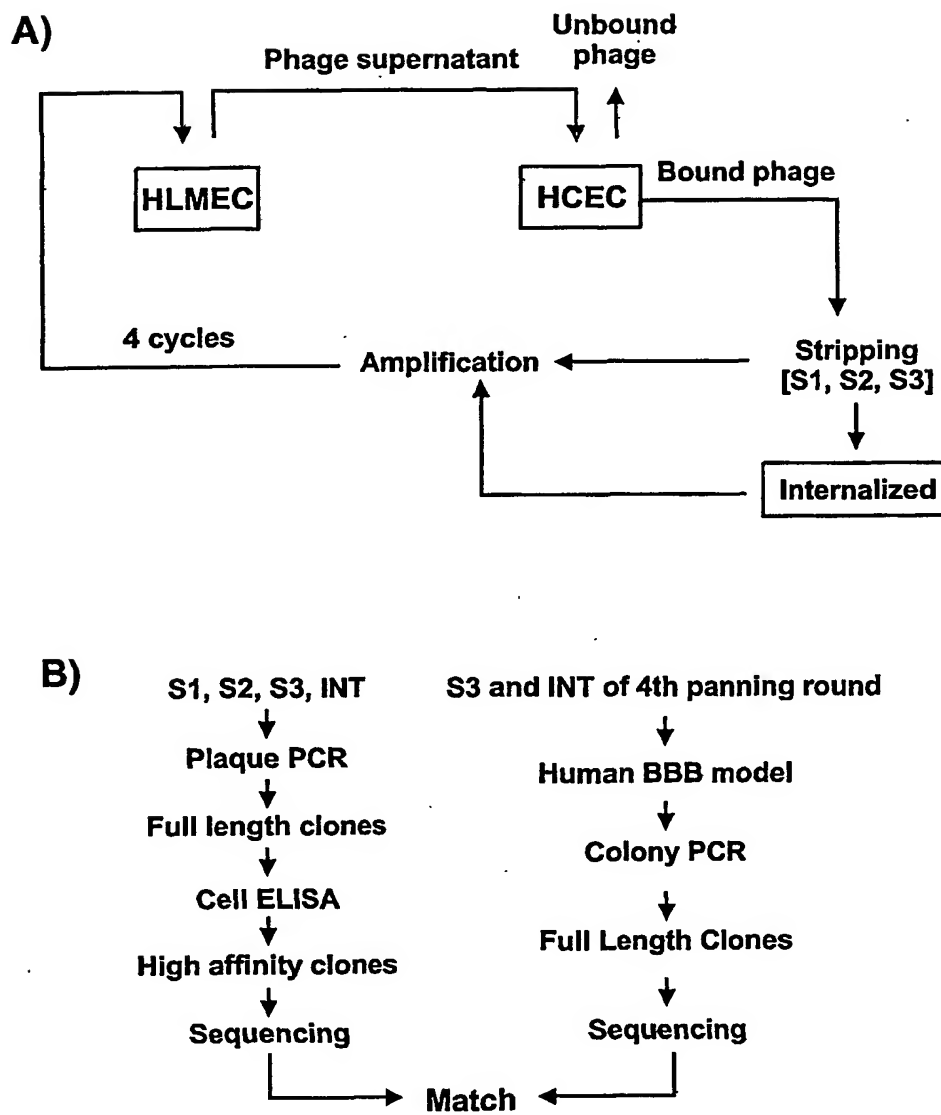 A)
Unbound
phage
Phage supernatant
HLMEC
HCEC
Bound phage
4 cycles
Amplification
Stripping
[S1, S2, S3]
Internalized
B)
S1, S2, S3, INT
S3 and INT of 4th panning round
Plaque PCR
Human BBB model
Full length clones
Colony PCR
Cell ELISA
Full Length Clones
High affinity clones
Sequencing
Sequencing
Match